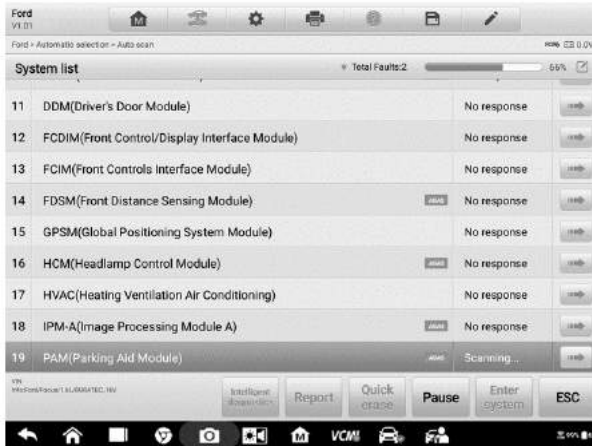 Ford
V1.01
Ford > Automatic selection > Auto scan
System list
Total Faults:2
66%
11 DDM(Driver's Door Module) No response
12 FCDIM(Front Control/Display Interface Module) No response
13 FCIM(Front Controls Interface Module) No response
14 FDSM(Front Distance Sensing Module) No response
15 GPSM(Global Positioning System Module) No response
16 HCM(Headlamp Control Module) No response
17 HVAC(Heating Ventilation Air Conditioning) No response
18 IPM-A(Image Processing Module A) No response
19 PAM(Parking Aid Module) Scanning...
VIN
Intelligent diagnostics
Report
Quick erase
Pause
Enter system
ESC
VCMI